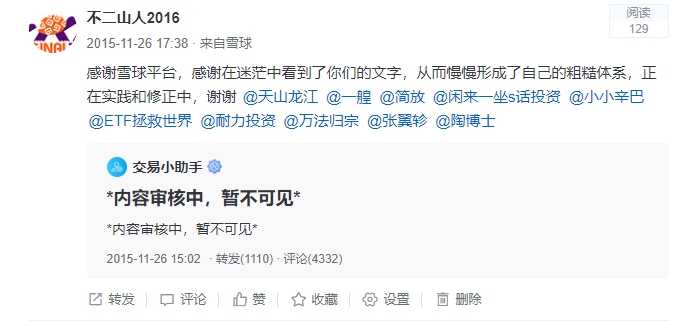 不二山人2016
阅读
129
2015-11-26 17:38 · 来自雪球
感谢雪球平台，感谢在迷茫中看到了你们的文字，从而慢慢形成了自己的粗糙体系，正
在实践和修正中，谢谢 @天山龙江 @一艎 @简放 @闲来一坐s话投资 @小小辛巴
@ETF拯救世界 @耐力投资 @万法归宗 @张翼轸 @陶博士
交易小助手
*内容审核中，暂不可见*
*内容审核中，暂不可见*
2015-11-26 15:02 · 转发(1110) · 评论(4332)
转发 评论 赞 收藏 设置 删除